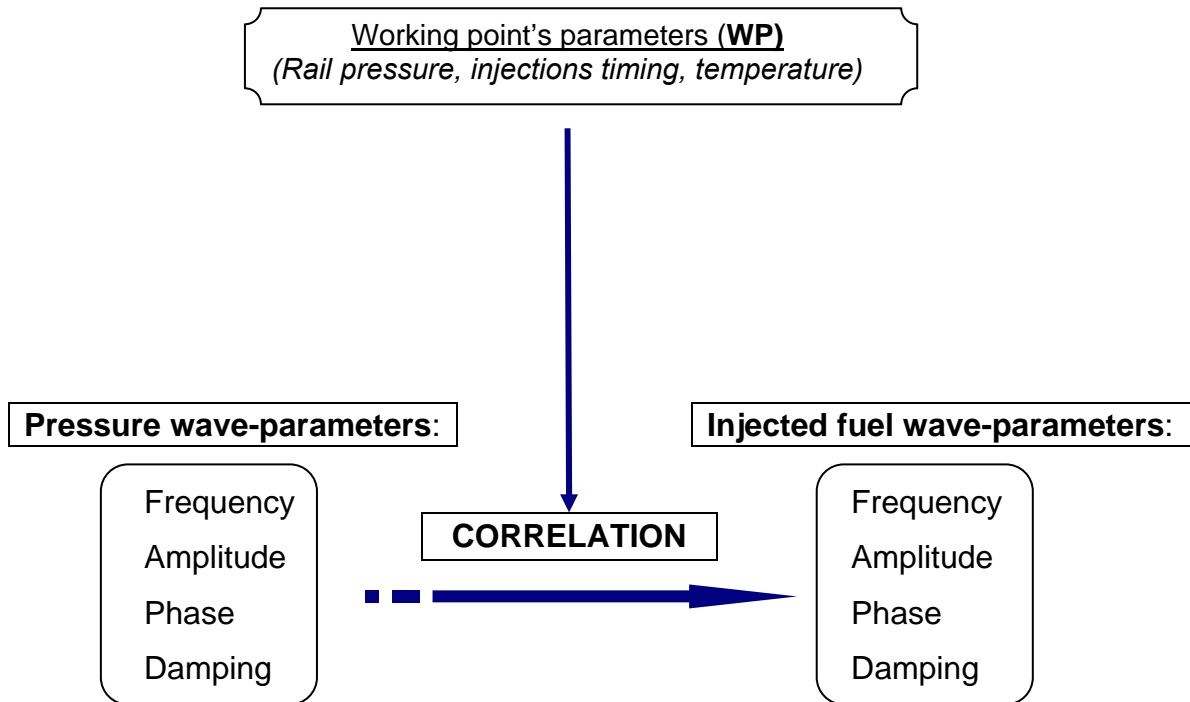 Working point's parameters (WP)
(Rail pressure, injections timing, temperature)
Pressure wave-parameters:
Injected fuel wave-parameters:
Frequency
Amplitude
Phase
Damping
CORRELATION
Frequency
Amplitude
Phase
Damping